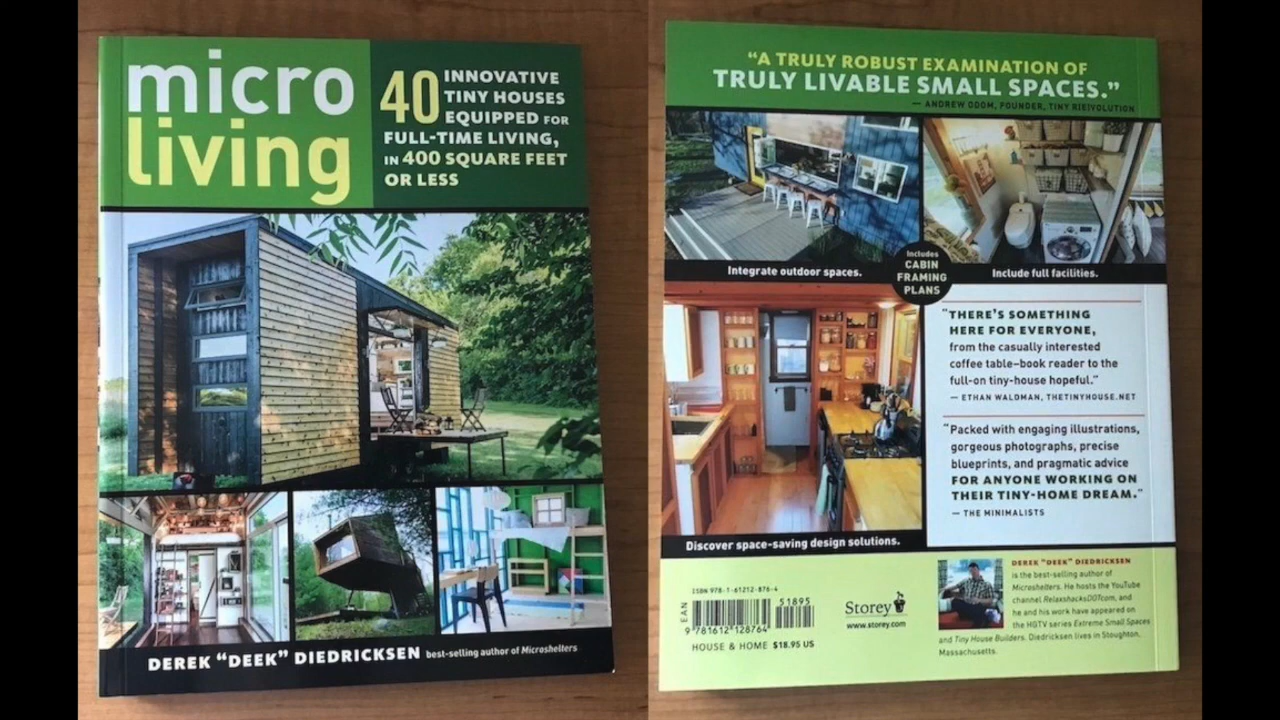 micro
living
40 INNOVATIVE
TINY HOUSES
EQUIPPED FOR
FULL-TIME LIVING,
IN 400 SQUARE FEET
OR LESS
DEREK “DEEK” DIEDRICKSEN best-selling author of Microshelters
“A TRULY ROBUST EXAMINATION OF
TRULY LIVABLE SMALL SPACES.”
— ANDREW ODOM, FOUNDER, TINY R(E)VOLUTION
Integrate outdoor spaces.
Includes
CABIN
FRAMING
PLANS
Include full facilities.
“THERE'S SOMETHING
HERE FOR EVERYONE,
from the casually interested
coffee table–book reader to the
full-on tiny-house hopeful.”
— ETHAN WALDMAN, THETINYHOUSE.NET
“Packed with engaging illustrations,
gorgeous photographs, precise
blueprints, and pragmatic advice
FOR ANYONE WORKING ON
THEIR TINY-HOME DREAM.”
— THE MINIMALISTS
Discover space-saving design solutions.
ISBN 978-1-61212-876-4
51895
EAN
9 781612 128764
HOUSE & HOME $18.95 US
Storey
www.storey.com
DEREK “DEEK” DIEDRICKSEN
is the best-selling author of
Microshelters. He hosts the YouTube
channel RelaxshacksDOTcom, and
he and his work have appeared on
the HGTV series Extreme Small Spaces
and Tiny House Builders. Diedricksen lives in Stoughton,
Massachusetts.